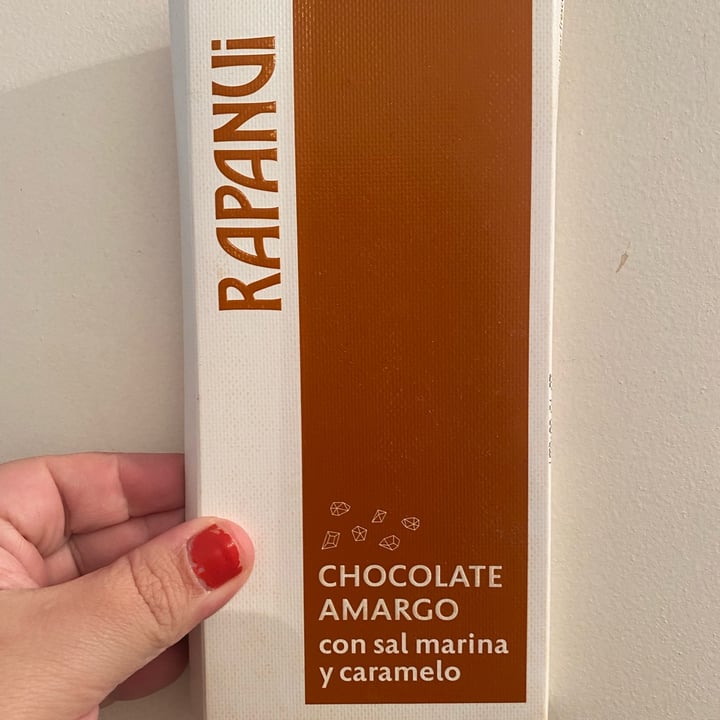 RAPANUi
CHOCOLATE
AMARGO
con sal marina
y caramelo